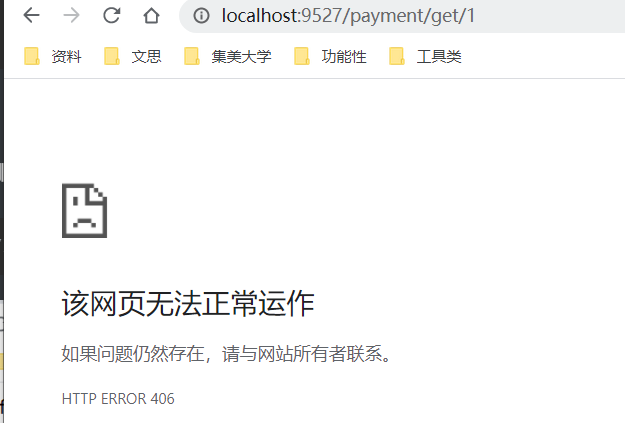 localhost:9527/payment/get/1
资料 文思 集美大学 功能性 工具类
该网页无法正常运作
如果问题仍然存在，请与网站所有者联系。
HTTP ERROR 406